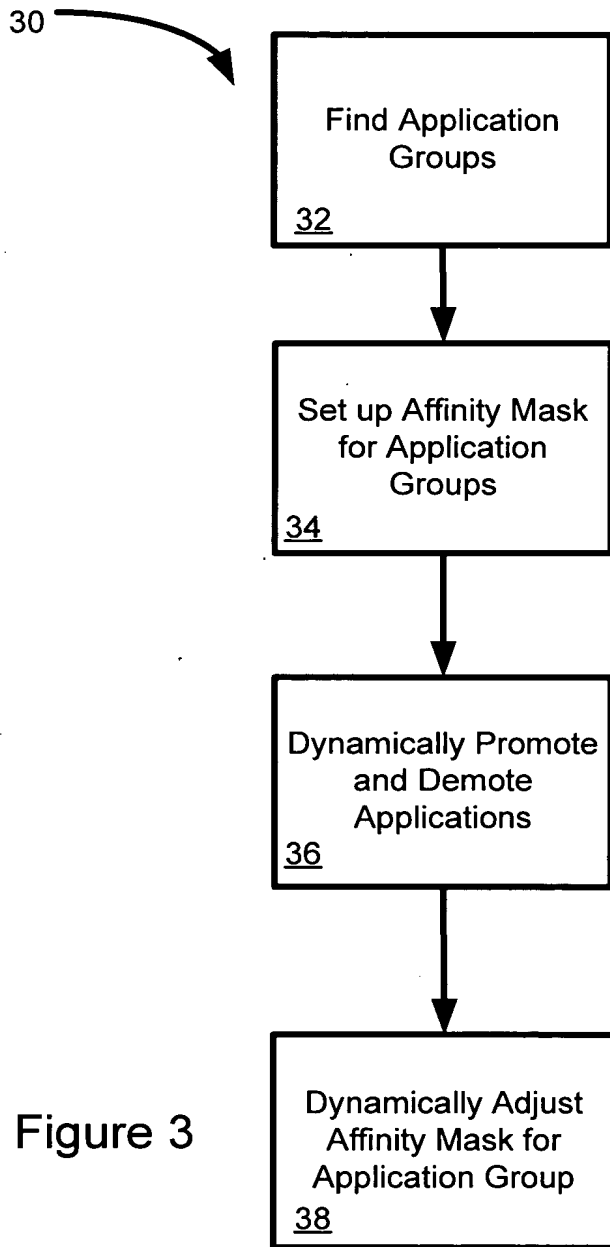 30
Find Application
Groups
32
Set up Affinity Mask
for Application
Groups
34
Dynamically Promote
and Demote
Applications
36
Dynamically Adjust
Affinity Mask for
Application Group
38
Figure 3